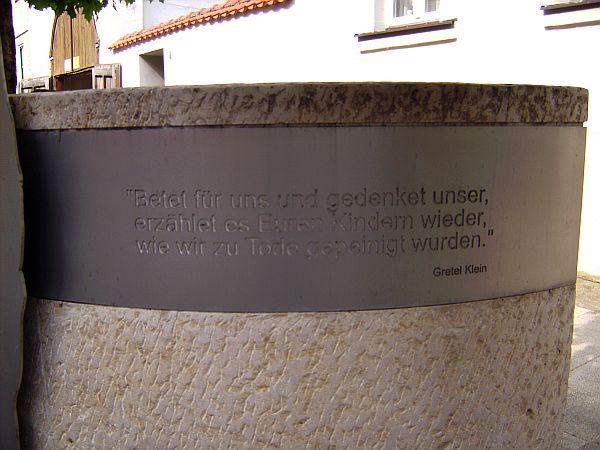 "Betet für uns und gedenket unser,
erzählet es Euren Kindern wieder,
wie wir zu Tode gepeinigt wurden."
Gretel Klein